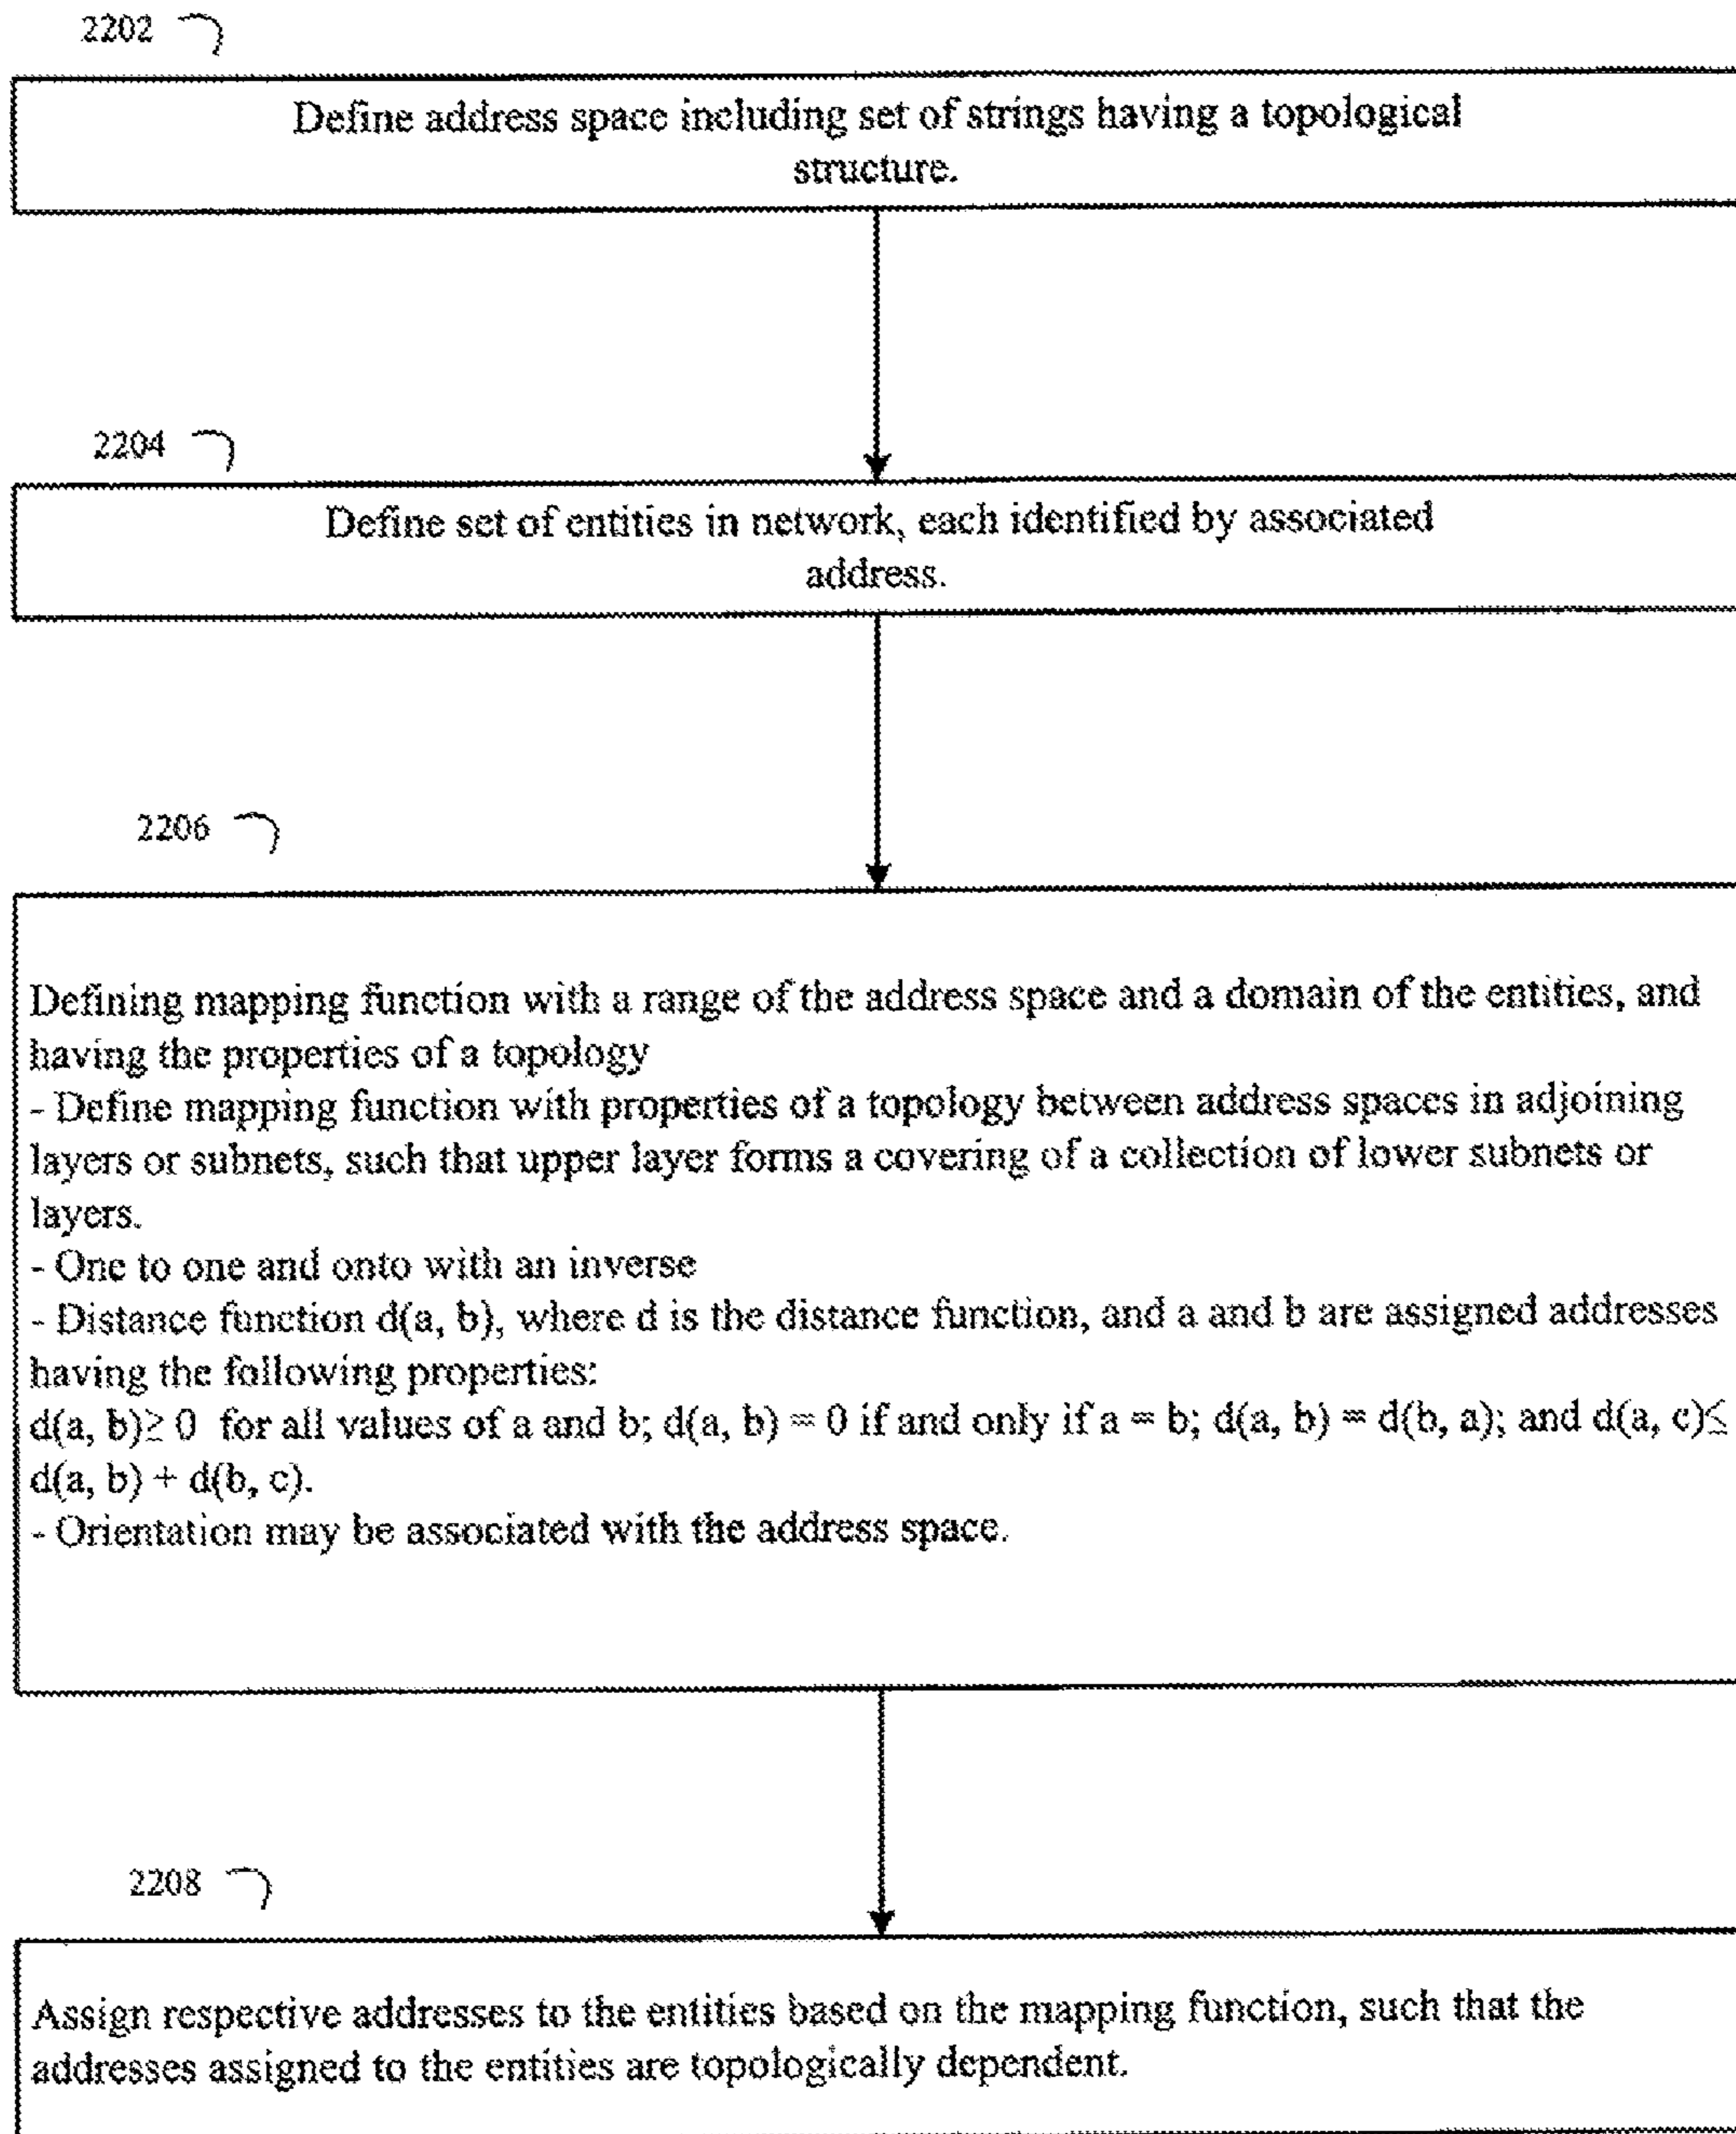 2202
Define address space including set of strings having a topological
structure.
2204
Define set of entities in network, each identified by associated
address.
2206
Defining mapping function with a range of the address space and a domain of the entities, and
having the properties of a topology
- Define mapping function with properties of a topology between address spaces in adjoining
layers or subnets, such that upper layer forms a covering of a collection of lower subnets or
layers.
- One to one and onto with an inverse
- Distance function d(a, b), where d is the distance function, and a and b are assigned addresses
having the following properties:
d(a, b)≥ 0 for all values of a and b; d(a, b) = 0 if and only if a = b; d(a, b) = d(b, a); and d(a, c)≤
d(a, b) + d(b, c).
- Orientation may be associated with the address space.
2208
Assign respective addresses to the entities based on the mapping function, such that the
addresses assigned to the entities are topologically dependent.